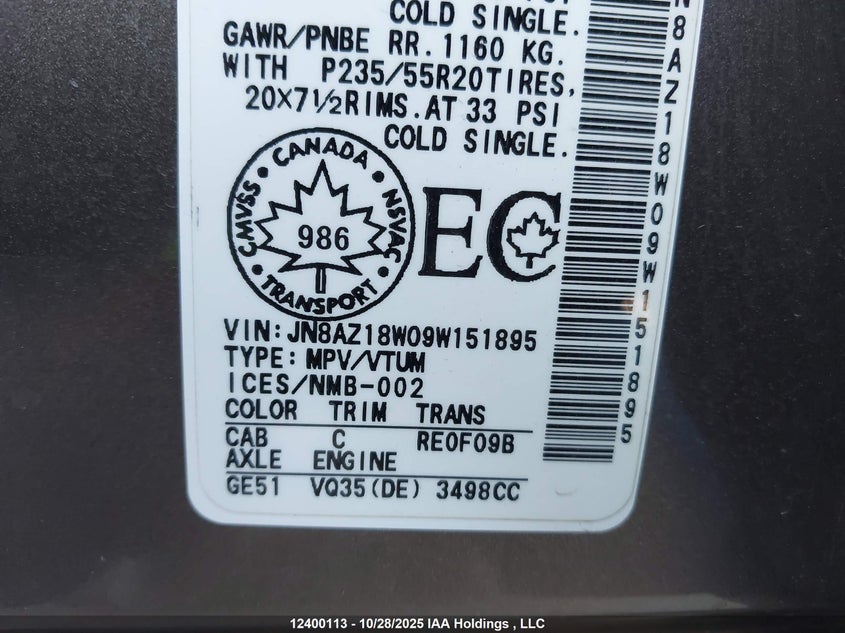 COLD SINGLE.
GAWR/PNBE RR. 1160 KG.
WITH P235/55R20TIRES,
20X7½RIMS.AT 33 PSI
COLD SINGLE.
CANADA
CMVSS NSVAC
986
TRANSPORT
EC
VIN:JN8AZ18W09W151895
TYPE: MPV/VTUM
ICES/NMB-002
COLOR TRIM TRANS
CAB C RE0F09B
AXLE ENGINE
GE51 VQ35(DE) 3498CC
N8AZ18W09W151895
12400113 - 10/28/2025 IAA Holdings , LLC